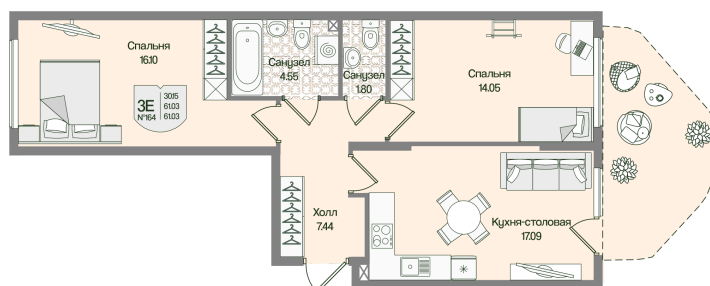 Спальня
16.10
3Е
№164
30.15
61.03
61.03
Санузел
4.55
Санузел
1.80
Спальня
14.05
Холл
7.44
Кухня-столовая
17.09